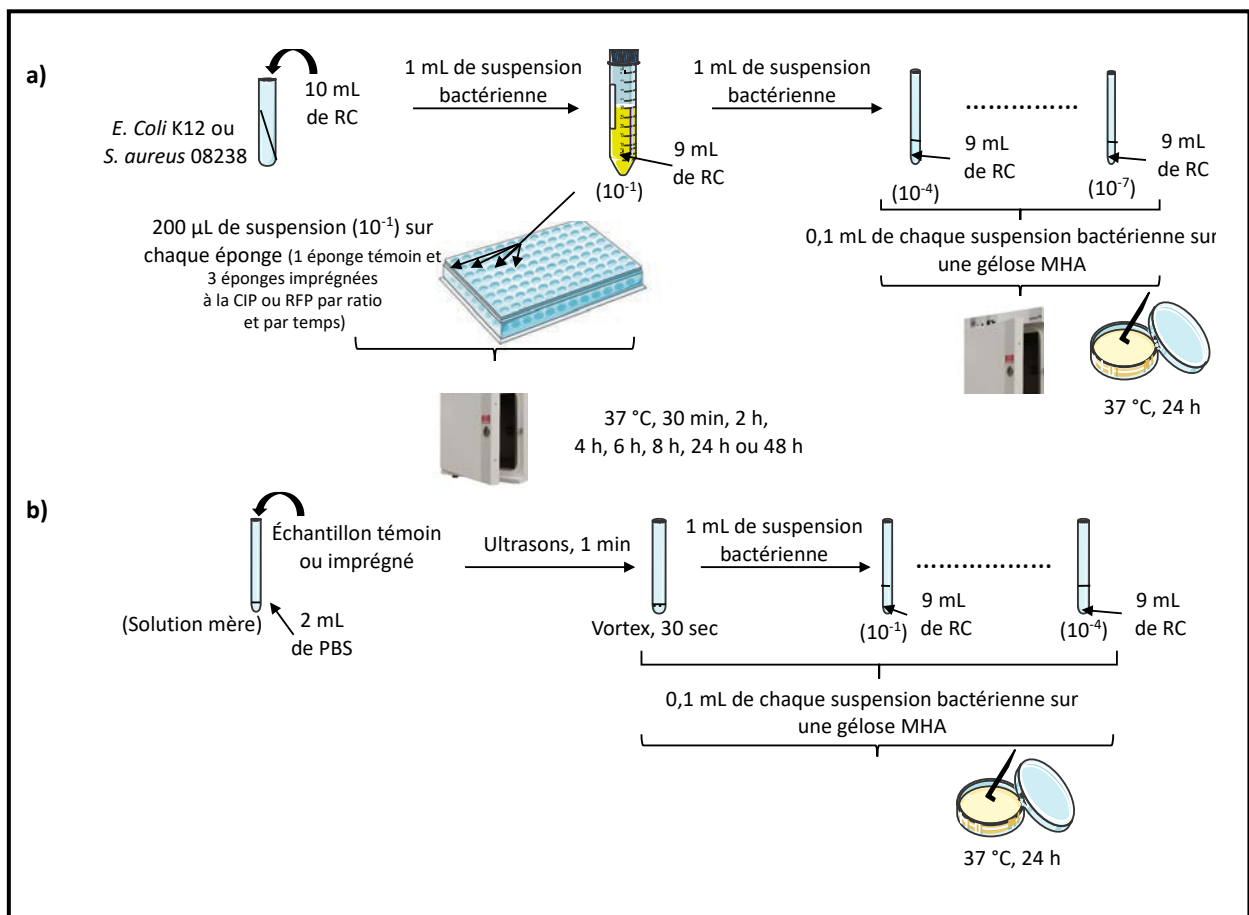 a)
10 mL
de RC
E. Coli K12 ou
S. aureus 08238
1 mL de suspension
bactérienne
9 mL
de RC
(10-1)
1 mL de suspension
bactérienne
........................
9 mL
de RC
(10-4)
9 mL
de RC
(10-7)
200 µL de suspension (10-1) sur
chaque éponge (1 éponge témoin et
3 éponges imprégnées
à la CIP ou RFP par ratio
et par temps)
0,1 mL de chaque suspension bactérienne sur
une gélose MHA
37 °C, 24 h
37 °C, 30 min, 2 h,
4 h, 6 h, 8 h, 24 h ou 48 h
b)
Échantillon témoin
ou imprégné
(Solution mère)
2 mL
de PBS
Ultrasons, 1 min
Vortex, 30 sec
1 mL de suspension
bactérienne
........................
9 mL
de RC
(10-1)
9 mL
de RC
(10-4)
0,1 mL de chaque suspension bactérienne sur
une gélose MHA
37 °C, 24 h